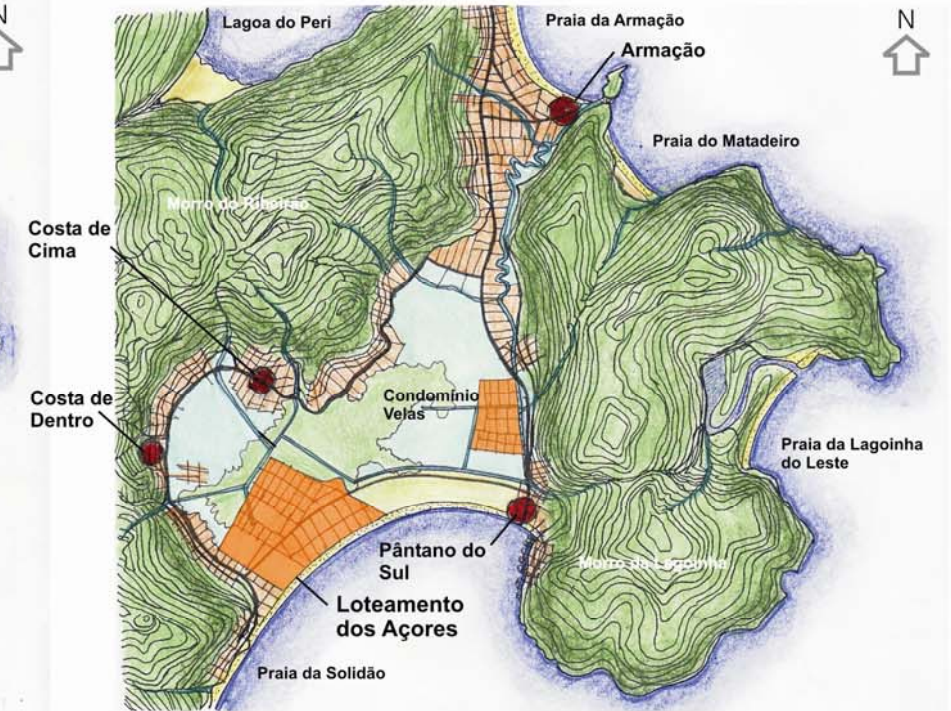 N
Lagoa do Peri
Praia da Armação
N
Armação
Praia do Matadeiro
Morro do Ribeirão
Costa de
Cima
Costa de
Dentro
Condomínio
Velas
Praia da Lagoinha
do Leste
Pântano do
Sul
Morro da Lagoinha
Loteamento
dos Açores
Praia da Solidão